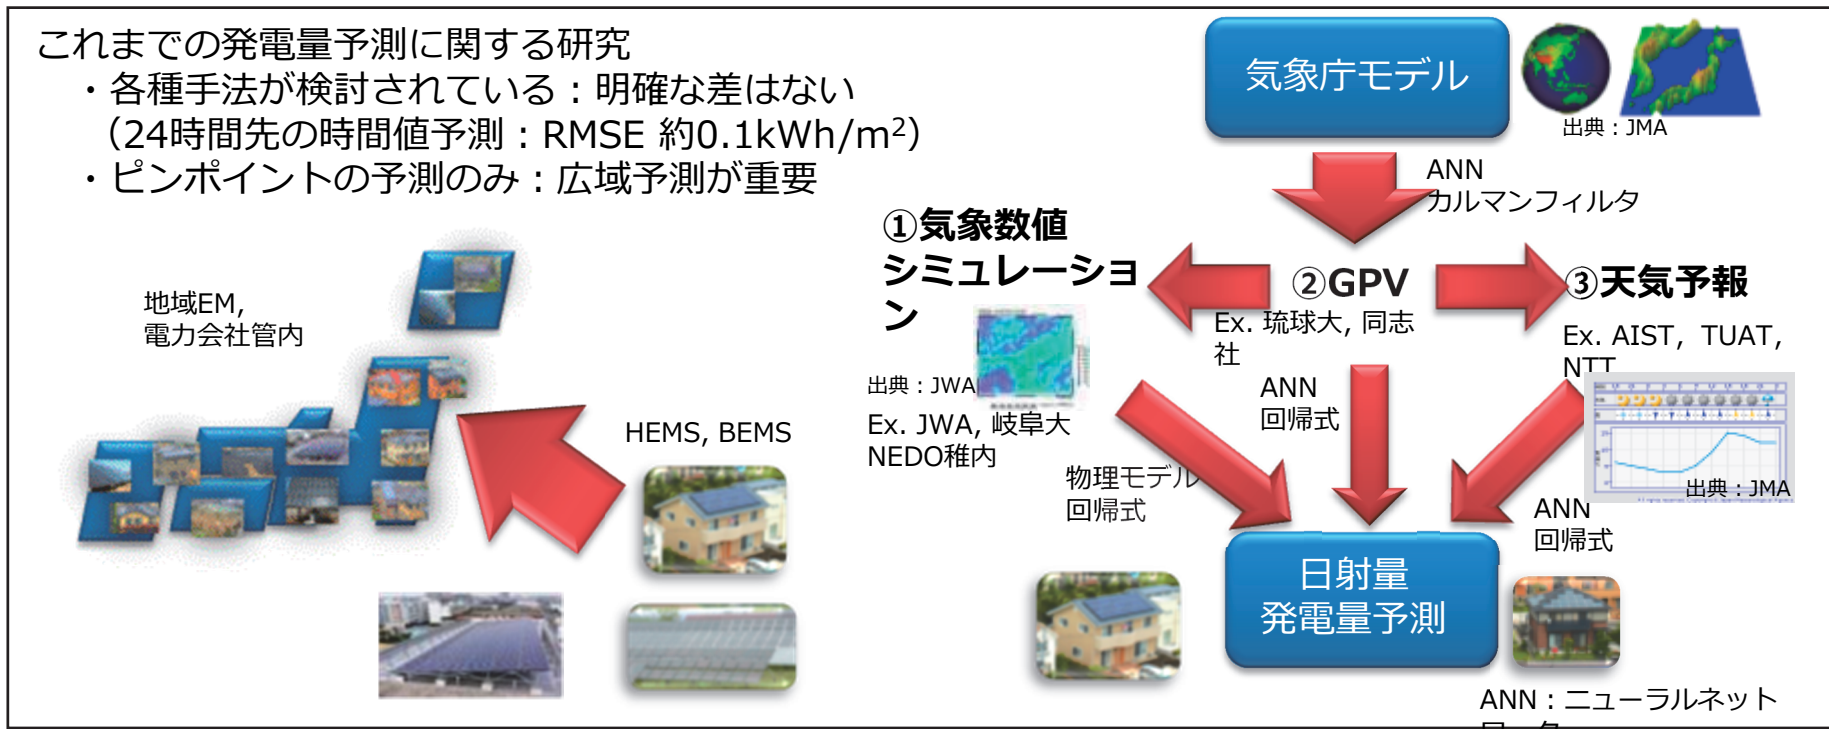 これまでの発電量予測に関する研究
・各種手法が検討されている：明確な差はない
（24時間先の時間値予測：RMSE 約0.1kWh/m²）
・ピンポイントの予測のみ：広域予測が重要
地域EM,
電力会社管内
HEMS, BEMS
気象庁モデル
出典：JMA
ANN
カルマンフィルタ
①気象数値
シミュレーショ
ン
出典：JWA
Ex. JWA, 岐阜大
NEDO稚内
②GPV
Ex. 琉球大, 同志
社
③天気予報
Ex. AIST, TUAT,
NTT
出典：JMA
物理モデル
回帰式
ANN
回帰式
ANN
回帰式
日射量
発電量予測
ANN：ニューラルネット